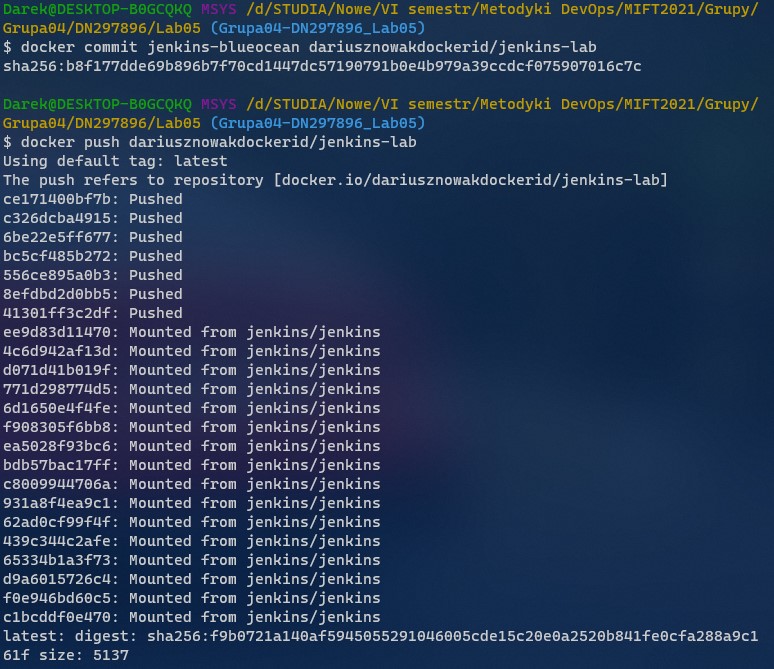 Darek@DESKTOP-B0GCQKQ MSYS /d/STUDIA/Nowe/VI semestr/Metodyki DevOps/MIFT2021/Grupy/
Grupa04/DN297896/Lab05 (Grupa04-DN297896_Lab05)
$ docker commit jenkins-blueocean dariusznowakdockerid/jenkins-lab
sha256:b8f177dde69b896b7f70cd1447dc57190791b0e4b979a39ccdcf075907016c7c
Darek@DESKTOP-B0GCQKQ MSYS /d/STUDIA/Nowe/VI semestr/Metodyki DevOps/MIFT2021/Grupy/
Grupa04/DN297896/Lab05 (Grupa04-DN297896_Lab05)
$ docker push dariusznowakdockerid/jenkins-lab
Using default tag: latest
The push refers to repository [docker.io/dariusznowakdockerid/jenkins-lab]
ce171400bf7b: Pushed
c326dcba4915: Pushed
6be22e5ff677: Pushed
bc5cf485b272: Pushed
556ce895a0b3: Pushed
8efdbd2d0bb5: Pushed
41301ff3c2df: Pushed
ee9d83d11470: Mounted from jenkins/jenkins
4c6d942af13d: Mounted from jenkins/jenkins
d071d41b019f: Mounted from jenkins/jenkins
771d298774d5: Mounted from jenkins/jenkins
6d1650e4f4fe: Mounted from jenkins/jenkins
f908305f6bb8: Mounted from jenkins/jenkins
ea5028f93bc6: Mounted from jenkins/jenkins
bdb57bac17ff: Mounted from jenkins/jenkins
c8009944706a: Mounted from jenkins/jenkins
931a8f4ea9c1: Mounted from jenkins/jenkins
62ad0cf99f4f: Mounted from jenkins/jenkins
439c344c2afe: Mounted from jenkins/jenkins
65334b1a3f73: Mounted from jenkins/jenkins
d9a6015726c4: Mounted from jenkins/jenkins
f0e946bd60c5: Mounted from jenkins/jenkins
c1bcddf0e470: Mounted from jenkins/jenkins
latest: digest: sha256:f9b0721a140af5945055291046005cde15c20e0a2520b841fe0cfa288a9c1
61f size: 5137